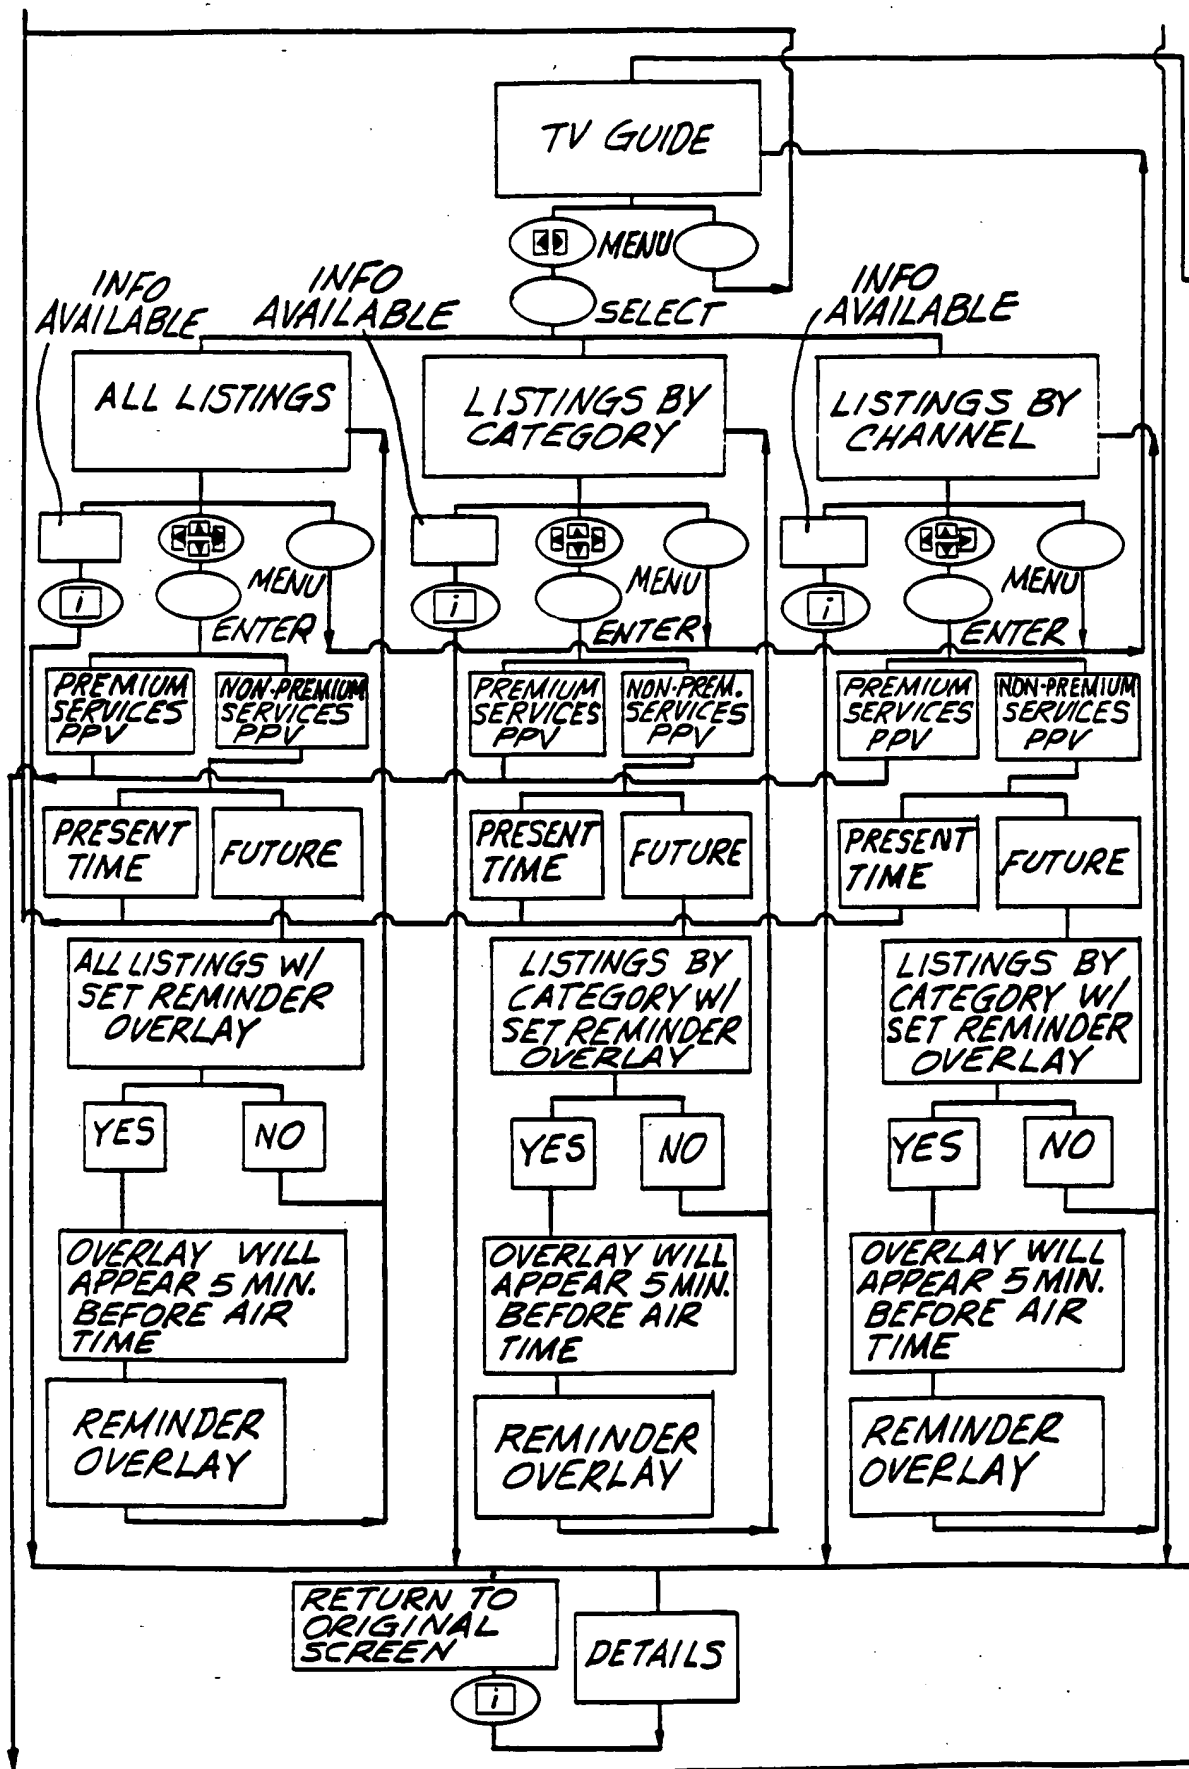 TV GUIDE
MENU
SELECT
INFO
AVAILABLE
INFO
AVAILABLE
INFO
AVAILABLE
ALL LISTINGS
LISTINGS BY
CATEGORY
LISTINGS BY
CHANNEL
MENU
MENU
MENU
i
i
i
ENTER
ENTER
ENTER
PREMIUM
SERVICES
PPV
NON-PREMIUM
SERVICES
PPV
PREMIUM
SERVICES
PPV
NON-PREM.
SERVICES
PPV
PREMIUM
SERVICES
PPV
NON-PREMIUM
SERVICES
PPV
PRESENT
TIME
FUTURE
PRESENT
TIME
FUTURE
PRESENT
TIME
FUTURE
ALL LISTINGS W/
SET REMINDER
OVERLAY
LISTINGS BY
CATEGORY W/
SET REMINDER
OVERLAY
LISTINGS BY
CATEGORY W/
SET REMINDER
OVERLAY
YES
NO
YES
NO
YES
NO
OVERLAY WILL
APPEAR 5 MIN.
BEFORE AIR
TIME
OVERLAY WILL
APPEAR 5 MIN.
BEFORE AIR
TIME
OVERLAY WILL
APPEAR 5 MIN.
BEFORE AIR
TIME
REMINDER
OVERLAY
REMINDER
OVERLAY
REMINDER
OVERLAY
RETURN TO
ORIGINAL
SCREEN
DETAILS
i